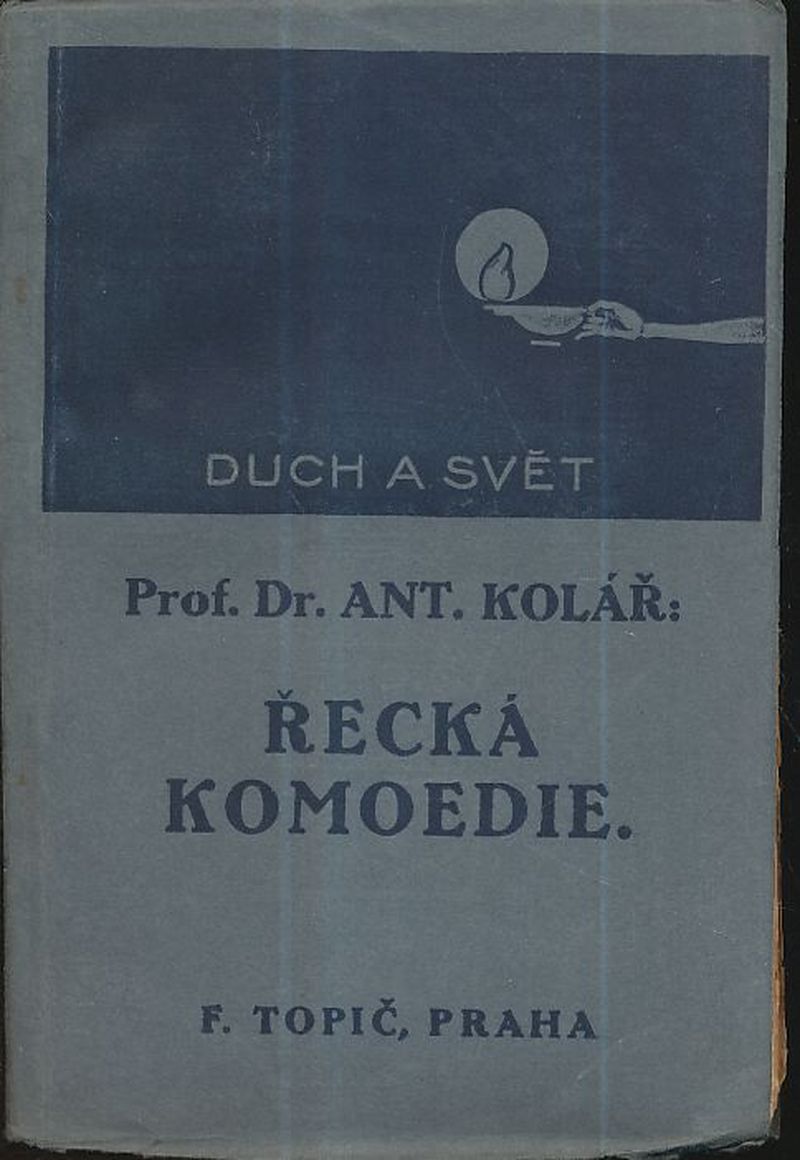 DUCH A SVĚT
Prof. Dr. ANT. KOLÁŘ:
ŘECKÁ
KOMOEDIE.
F. TOPIČ, PRAHA